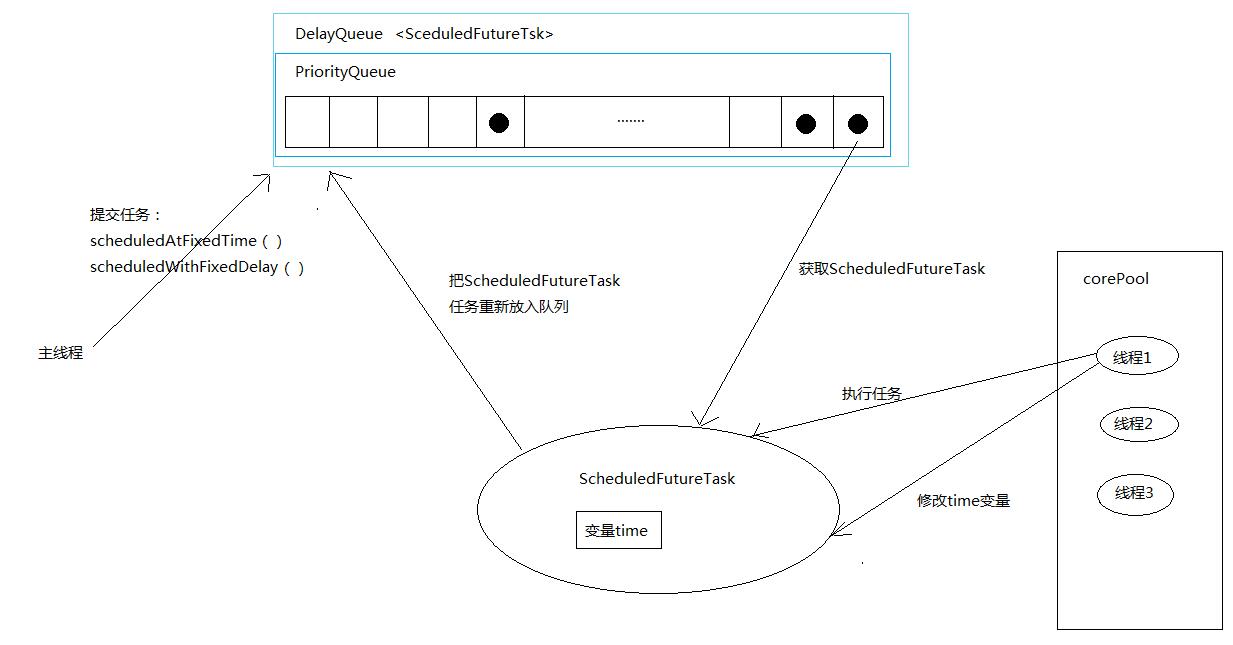 DelayQueue <SceduledFutureTsk>
PriorityQueue
.......
提交任务：
scheduledAtFixedTime（ ）
scheduledWithFixedDelay（ ）
主线程
把ScheduledFutureTask
任务重新放入队列
获取ScheduledFutureTask
corePool
线程1
执行任务
线程2
ScheduledFutureTask
线程3
修改time变量
变量time